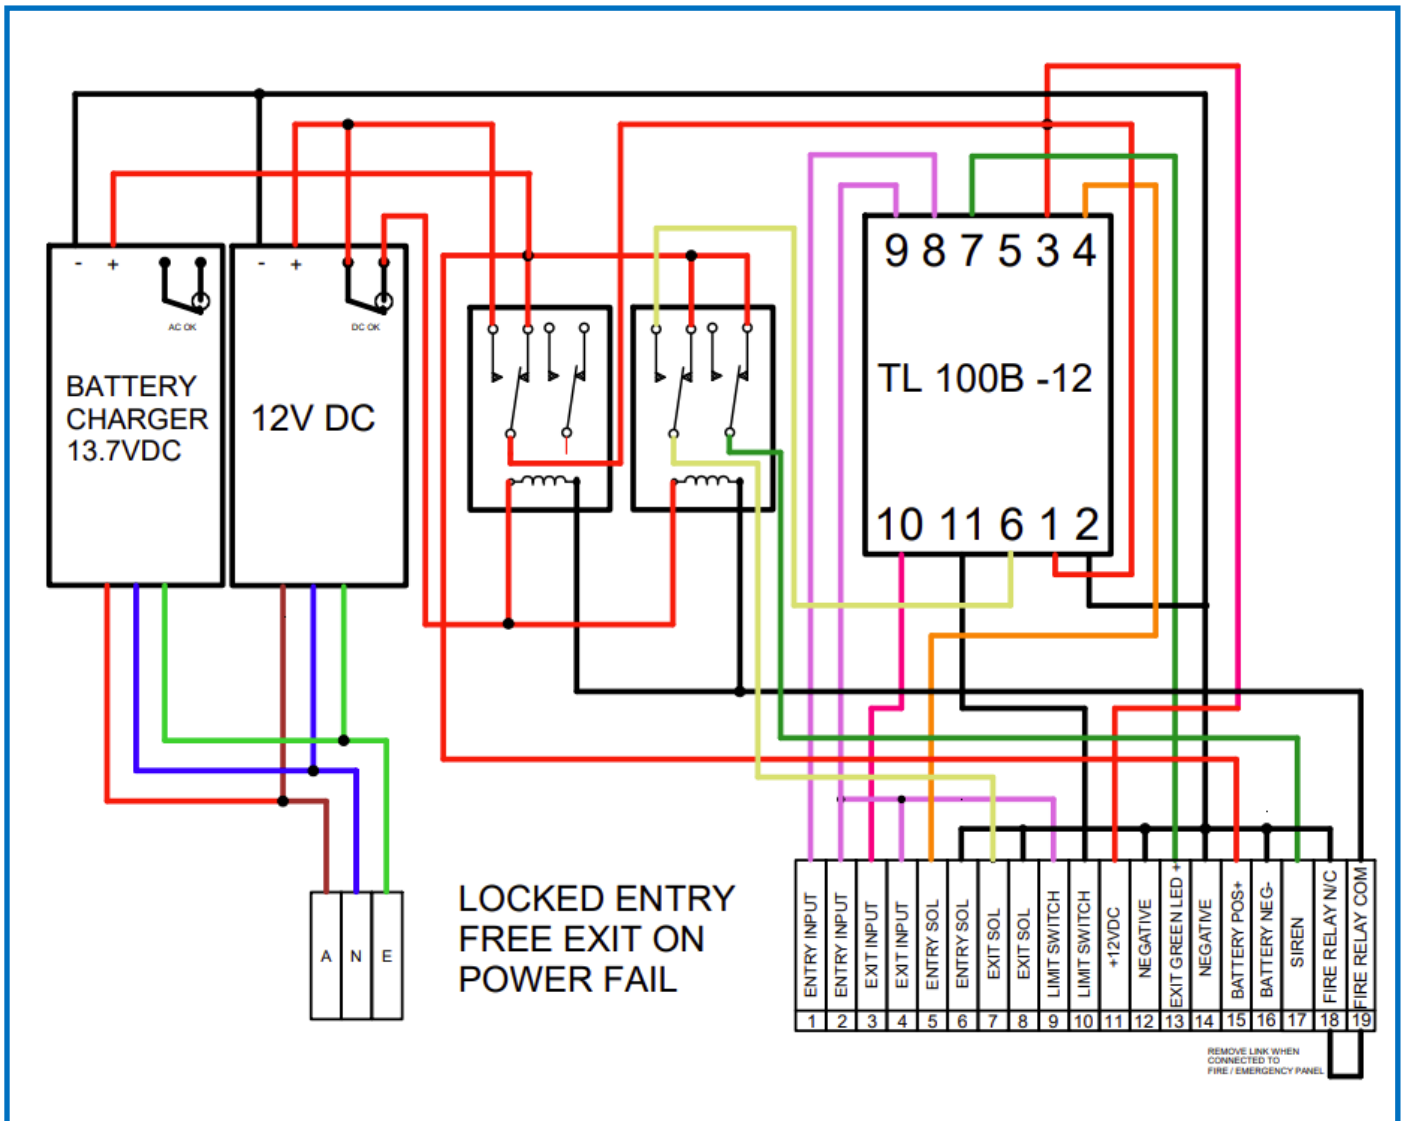 - +
- +
AC OK
DC OK
BATTERY
CHARGER
13.7VDC
12V DC
9 8 7 5 3 4
TL 100B -12
10 11 6 1 2
LOCKED ENTRY
FREE EXIT ON
POWER FAIL
A N E
ENTRY INPUT
ENTRY INPUT
EXIT INPUT
EXIT INPUT
ENTRY SOL
ENTRY SOL
EXIT SOL
EXIT SOL
LIMIT SWITCH
LIMIT SWITCH
+12VDC
NEGATIVE
EXIT GREEN LED +
NEGATIVE
BATTERY POS+
BATTERY NEG-
SIREN
FIRE RELAY N/C
FIRE RELAY COM
1 2 3 4 5 6 7 8 9 10 11 12 13 14 15 16 17 18 19
REMOVE LINK WHEN
CONNECTED TO
FIRE / EMERGENCY PANEL